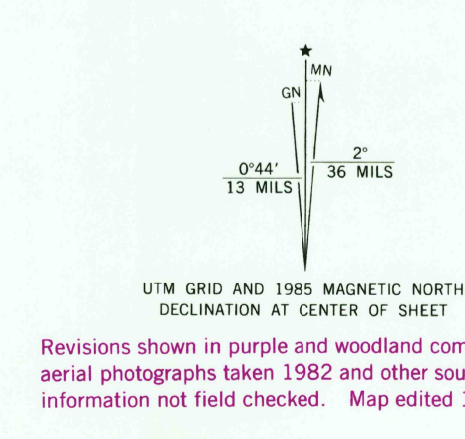 MN
GN
2°
0°44′
36 MILS
13 MILS
UTM GRID AND 1985 MAGNETIC NORTH
DECLINATION AT CENTER OF SHEET
Revisions shown in purple and woodland com
aerial photographs taken 1982 and other sou
information not field checked. Map edited